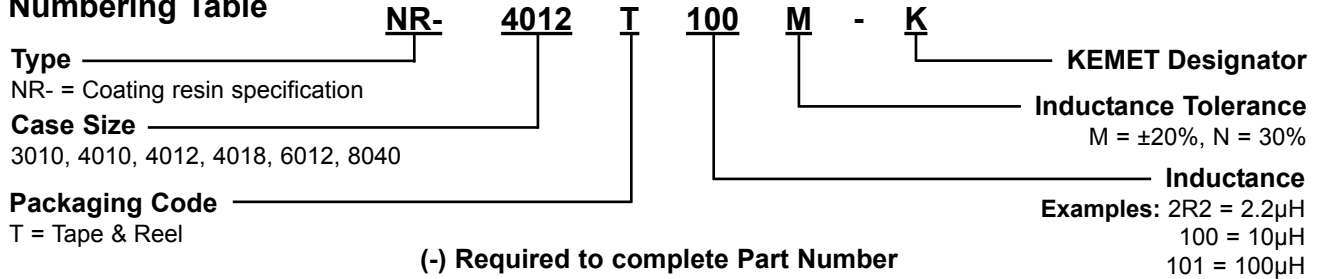 Numbering Table
NR- 4012 T 100 M - K
Type
NR- = Coating resin specification
Case Size
3010, 4010, 4012, 4018, 6012, 8040
Packaging Code
T = Tape & Reel
KEMET Designator
Inductance Tolerance
M = ±20%, N = 30%
Inductance
Examples: 2R2 = 2.2µH
100 = 10µH
101 = 100µH
(-) Required to complete Part Number